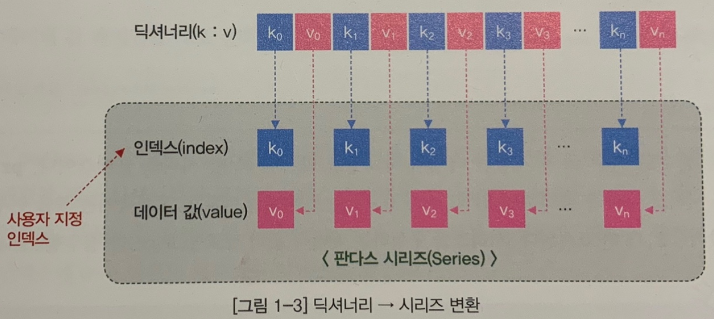 딕셔너리(k : v) k₀ v₀ k₁ v₁ k₂ v₂ k₃ v₃ ··· kₙ vₙ
인덱스(index) k₀ k₁ k₂ k₃ ··· kₙ
사용자 지정
인덱스
데이터 값(value) v₀ v₁ v₂ v₃ ··· vₙ
< 판다스 시리즈(Series) >
[그림 1-3] 딕셔너리 → 시리즈 변환